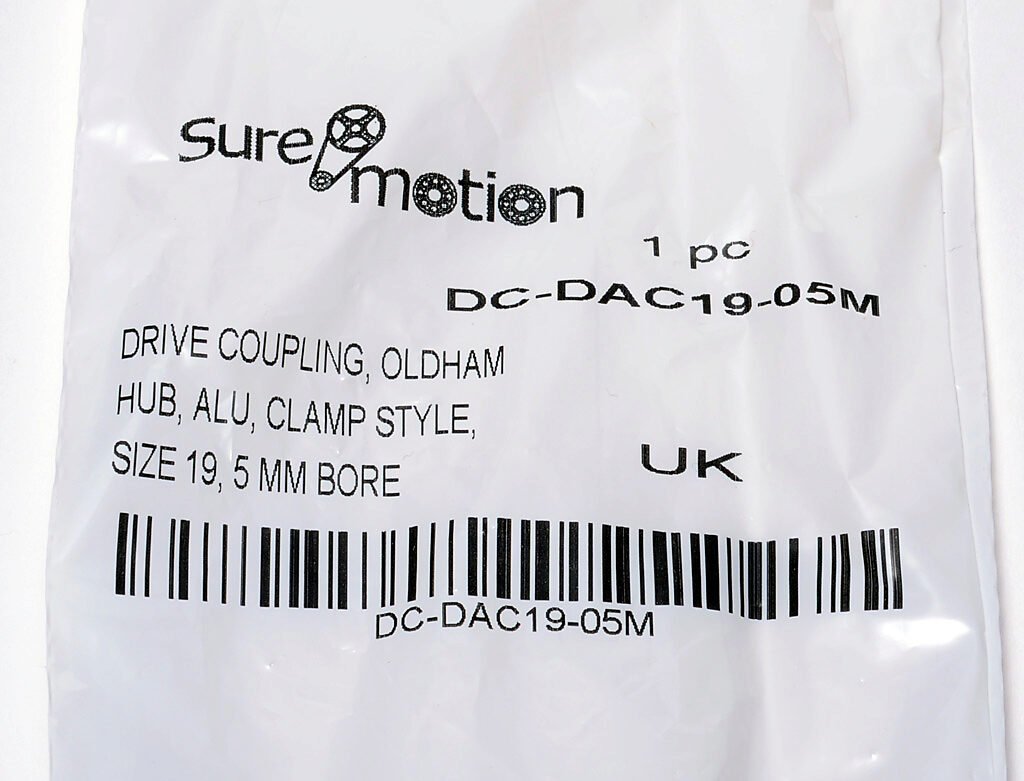 sure motion
1 pc
DC-DAC19-05M
DRIVE COUPLING, OLDHAM
HUB, ALU, CLAMP STYLE,
SIZE 19, 5 MM BORE
UK
DC-DAC19-05M